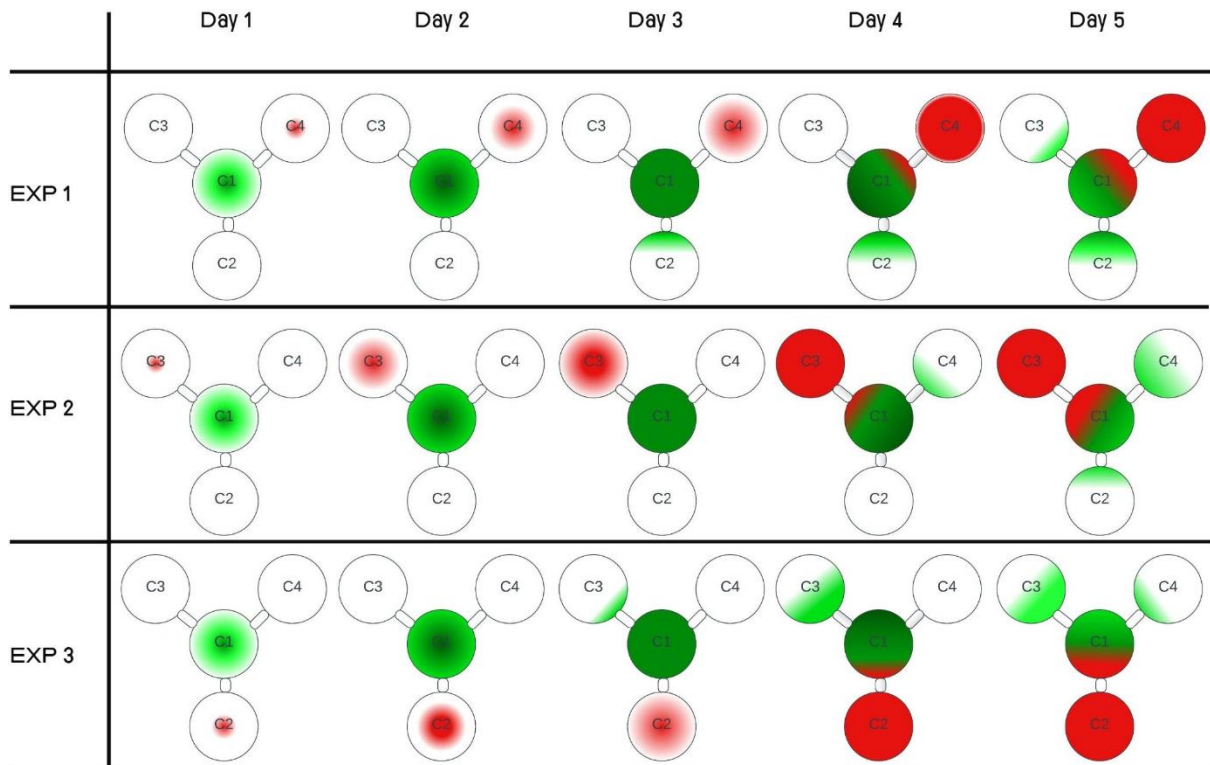 Day 1 Day 2 Day 3 Day 4 Day 5
C3 C4 C3 C4 C3 C4 C3 C4 C3 C4
EXP 1 C1 C1 C1 C1 C1
C2 C2 C2 C2 C2
C3 C4 C3 C4 C3 C4 C3 C4 C3 C4
EXP 2 C1 C1 C1 C1 C1
C2 C2 C2 C2 C2
C3 C4 C3 C4 C3 C4 C3 C4 C3 C4
EXP 3 C1 C1 C1 C1 C1
C2 C2 C2 C2 C2